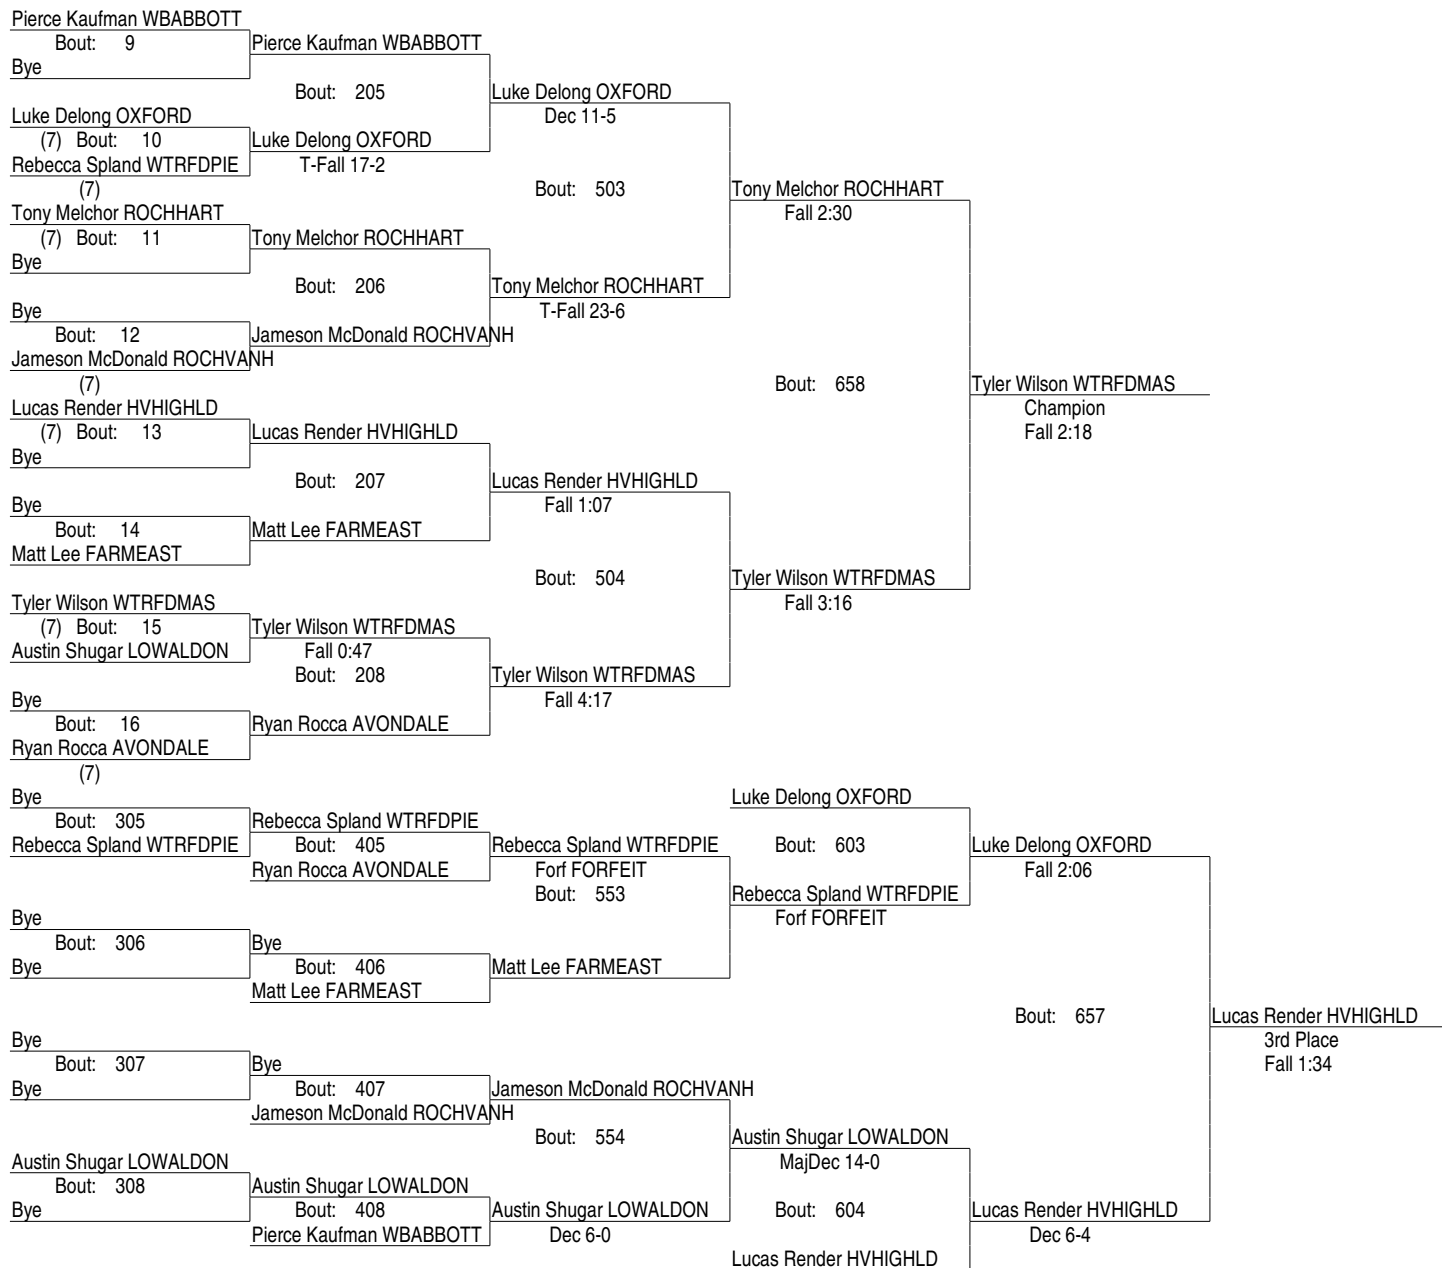 Pierce Kaufman WBABBOTT
Bout: 9 Pierce Kaufman WBABBOTT
Bye
Bout: 205 Luke Delong OXFORD
Luke Delong OXFORD Dec 11-5
(7) Bout: 10 Luke Delong OXFORD
Rebecca Spland WTRFDPIE T-Fall 17-2
(7) Bout: 503 Tony Melchor ROCHHART
Tony Melchor ROCHHART Fall 2:30
(7) Bout: 11 Tony Melchor ROCHHART
Bye
Bout: 206 Tony Melchor ROCHHART
Bye T-Fall 23-6
Bout: 12 Jameson McDonald ROCHVANH
Jameson McDonald ROCHVANH
(7) Bout: 658 Tyler Wilson WTRFDMAS
Lucas Render HVHIGHLD Champion
(7) Bout: 13 Lucas Render HVHIGHLD Fall 2:18
Bye
Bout: 207 Lucas Render HVHIGHLD
Bye Fall 1:07
Bout: 14 Matt Lee FARMEAST
Matt Lee FARMEAST
Bout: 504 Tyler Wilson WTRFDMAS
Tyler Wilson WTRFDMAS Fall 3:16
(7) Bout: 15 Tyler Wilson WTRFDMAS
Austin Shugar LOWALDON Fall 0:47
Bout: 208 Tyler Wilson WTRFDMAS
Bye Fall 4:17
Bout: 16 Ryan Rocca AVONDALE
Ryan Rocca AVONDALE
(7)
Bye Luke Delong OXFORD
Bout: 305 Rebecca Spland WTRFDPIE
Rebecca Spland WTRFDPIE Bout: 405 Rebecca Spland WTRFDPIE Bout: 603 Luke Delong OXFORD
Ryan Rocca AVONDALE Forf FORFEIT Fall 2:06
Bout: 553 Rebecca Spland WTRFDPIE
Bye Forf FORFEIT
Bout: 306 Bye
Bye Bout: 406 Matt Lee FARMEAST
Matt Lee FARMEAST
Bout: 657 Lucas Render HVHIGHLD
Bye 3rd Place
Bout: 307 Bye Fall 1:34
Bye Bout: 407 Jameson McDonald ROCHVANH
Jameson McDonald ROCHVANH
Bout: 554 Austin Shugar LOWALDON
Austin Shugar LOWALDON MajDec 14-0
Bout: 308 Austin Shugar LOWALDON
Bye Bout: 408 Austin Shugar LOWALDON Bout: 604 Lucas Render HVHIGHLD
Pierce Kaufman WBABBOTT Dec 6-0 Dec 6-4
Lucas Render HVHIGHLD